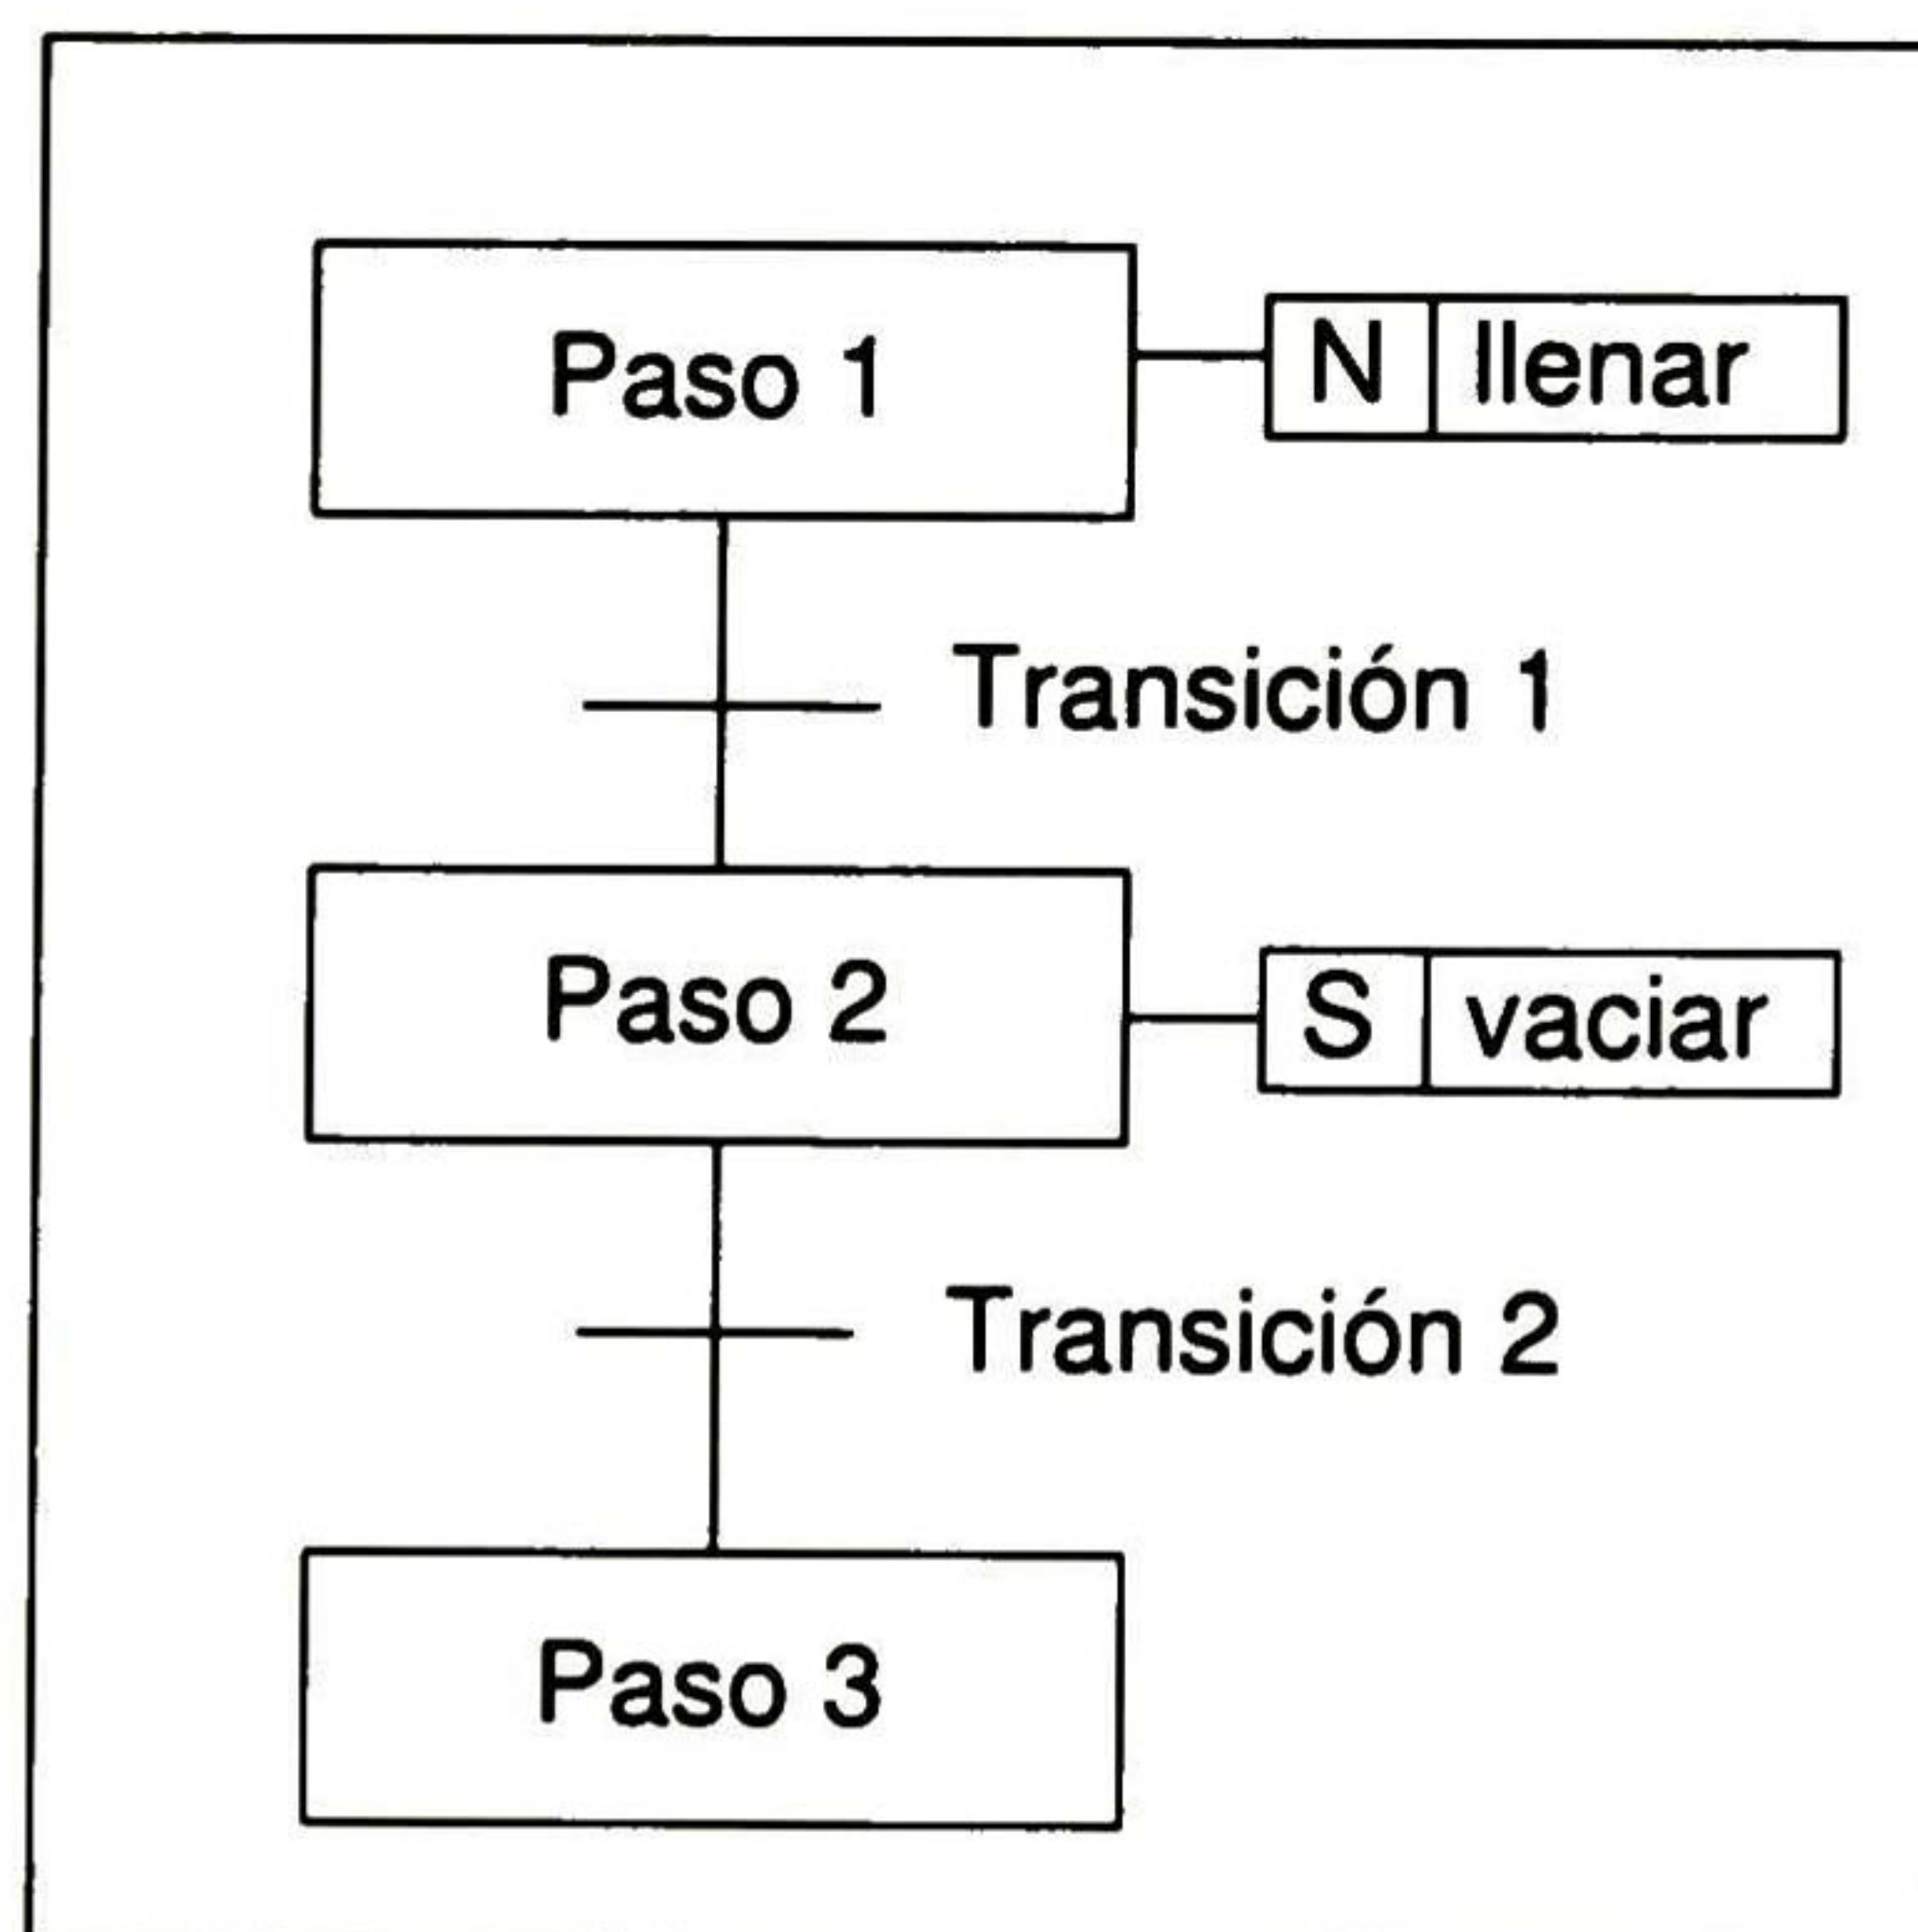 Paso 1
N llenar
Transición 1
Paso 2
S vaciar
Transición 2
Paso 3